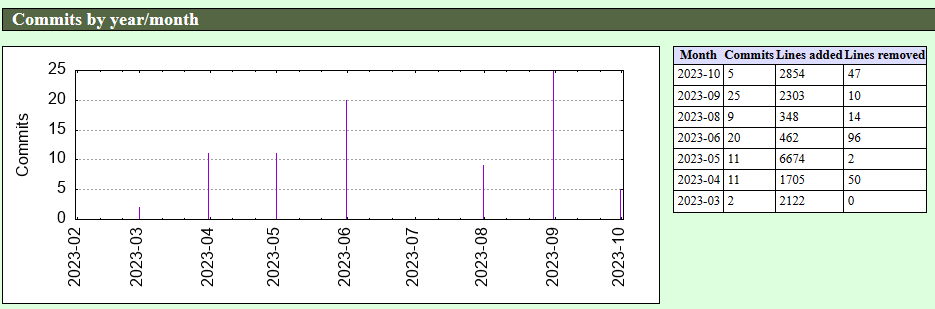 Commits by year/month
25
20
15
10
5
0
Commits
2023-02
2023-03
2023-04
2023-05
2023-06
2023-07
2023-08
2023-09
2023-10
Month Commits Lines added Lines removed
2023-10 5 2854 47
2023-09 25 2303 10
2023-08 9 348 14
2023-06 20 462 96
2023-05 11 6674 2
2023-04 11 1705 50
2023-03 2 2122 0